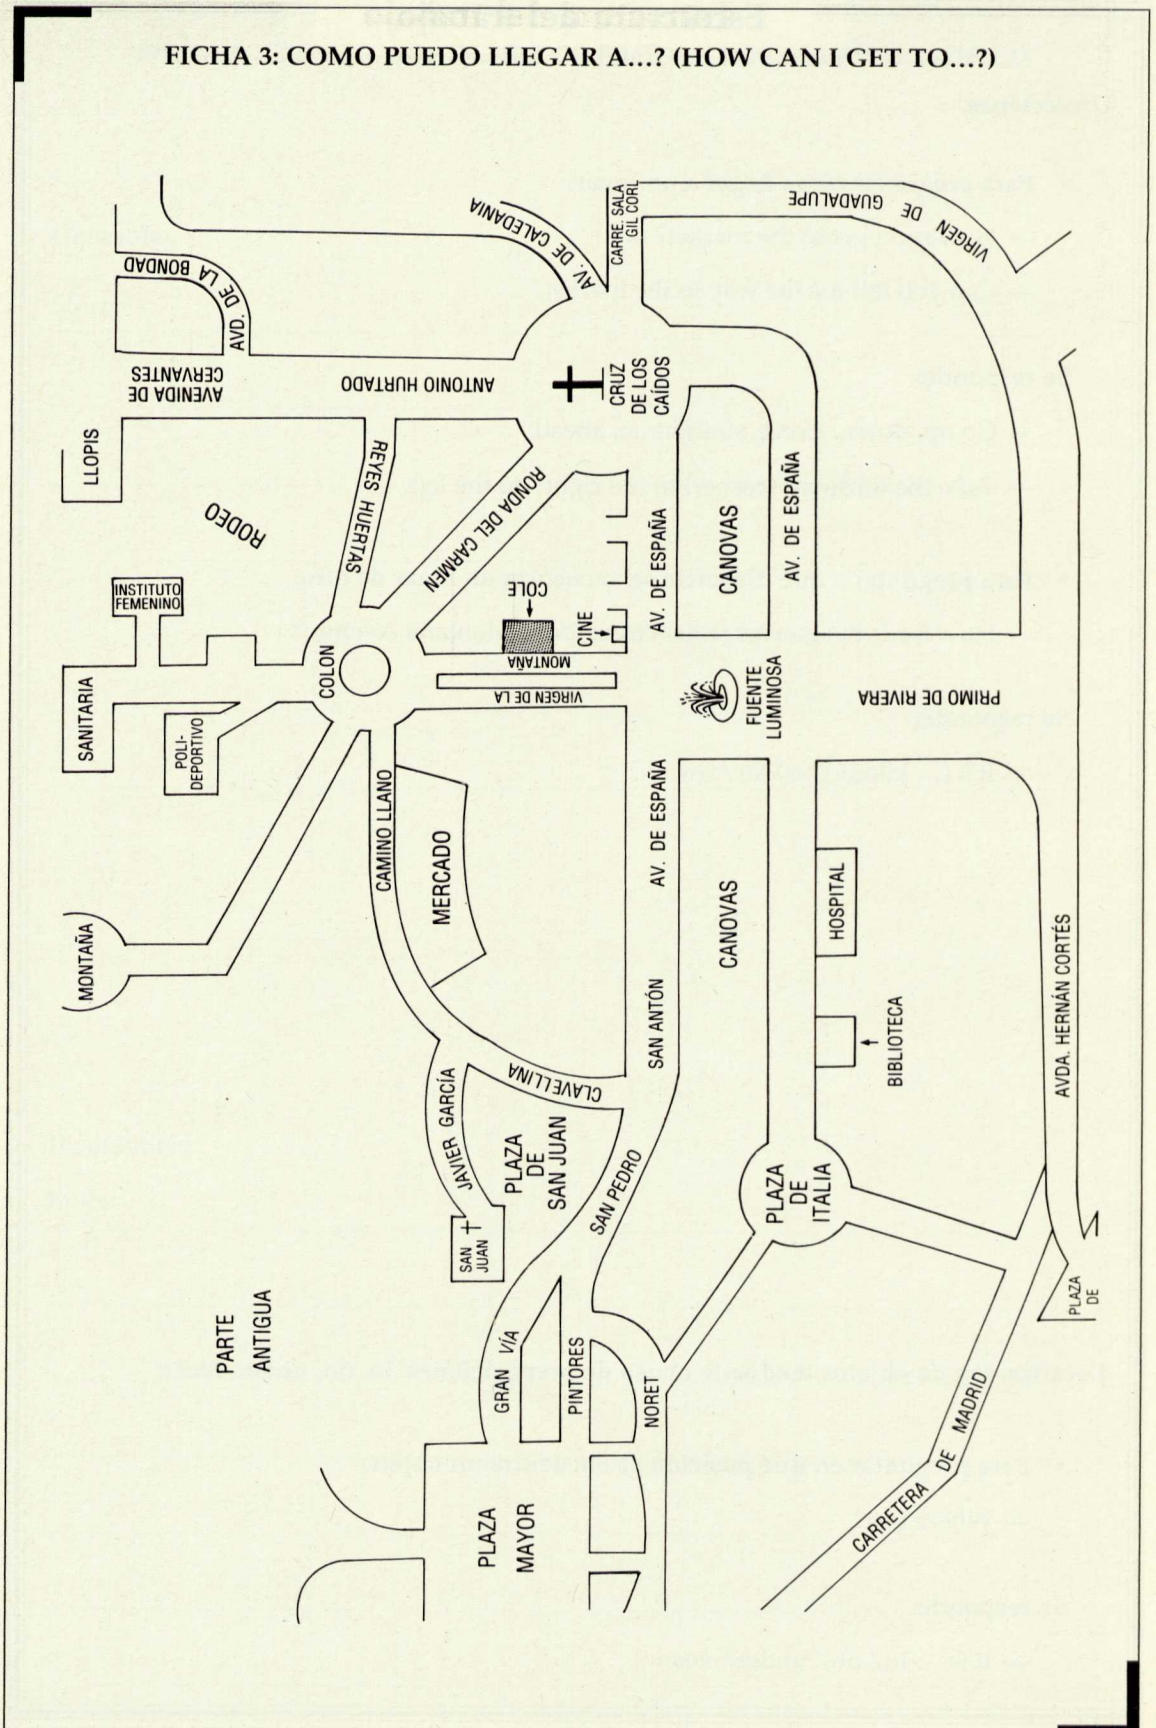 FICHA 3: COMO PUEDO LLEGAR A...? (HOW CAN I GET TO...?)
AV. DE CALEDANIA
CARRE. SALA
GIL CORL
VIRGEN DE GUADALUPE
AVD. DE LA BONDAD
AVENIDA DE
CERVANTES
ANTONIO HURTADO
CRUZ
DE LOS
CAÍDOS
LLOPIS
RODEO
REYES HUERTAS
RONDA DEL CARMEN
AV. DE ESPAÑA
CANOVAS
AV. DE ESPAÑA
INSTITUTO
FEMENINO
COLE
CINE
SANITARIA
POLI-
DEPORTIVO
COLON
VIRGEN DE LA
MONTAÑA
FUENTE
LUMINOSA
PRIMO DE RIVERA
MONTAÑA
CAMINO LLANO
MERCADO
AV. DE ESPAÑA
CANOVAS
HOSPITAL
SAN ANTÓN
BIBLIOTECA
AVDA. HERNÁN CORTÉS
JAVIER GARCÍA
CLAVELLINA
PLAZA
DE
SAN JUAN
SAN
JUAN
SAN PEDRO
PLAZA
DE
ITALIA
PARTE
ANTIGUA
GRAN VÍA
PINTORES
NORET
PLAZA
DE
PLAZA
MAYOR
CARRETERA DE MADRID